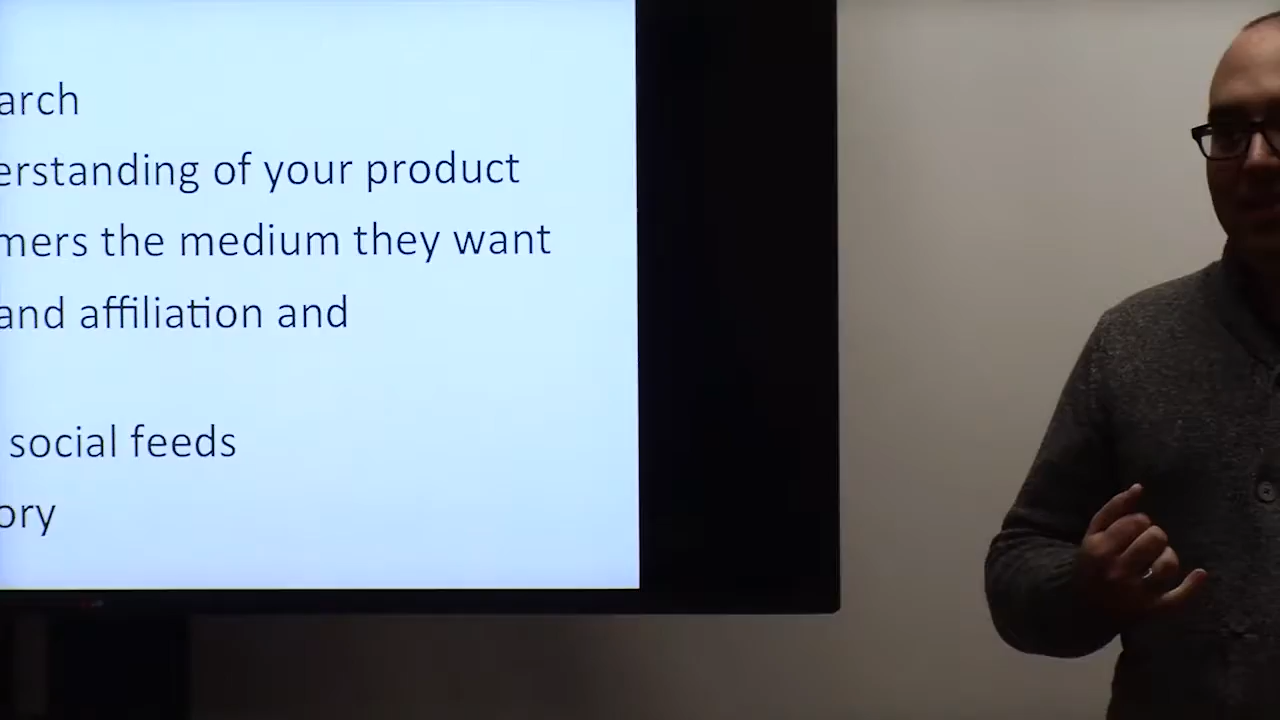 arch
erstanding of your product
mers the medium they want
and affiliation and
social feeds
ory